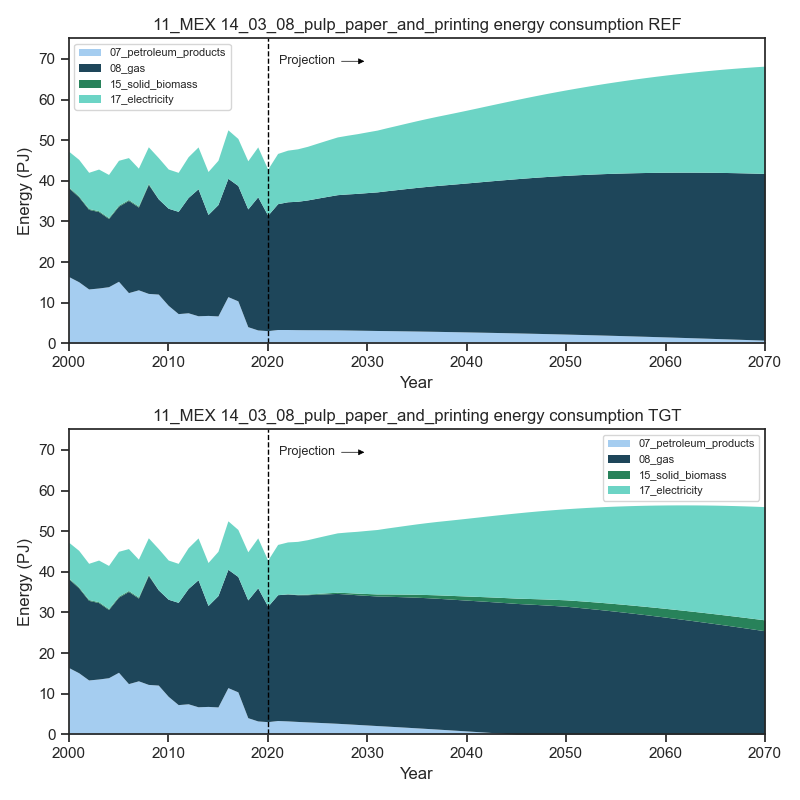 11_MEX 14_03_08_pulp_paper_and_printing energy consumption REF
Energy (PJ)
70
60
50
40
30
20
10
0
07_petroleum_products
08_gas
15_solid_biomass
17_electricity
Projection
2000 2010 2020 2030 2040 2050 2060 2070
Year
11_MEX 14_03_08_pulp_paper_and_printing energy consumption TGT
Energy (PJ)
70
60
50
40
30
20
10
0
Projection
07_petroleum_products
08_gas
15_solid_biomass
17_electricity
2000 2010 2020 2030 2040 2050 2060 2070
Year